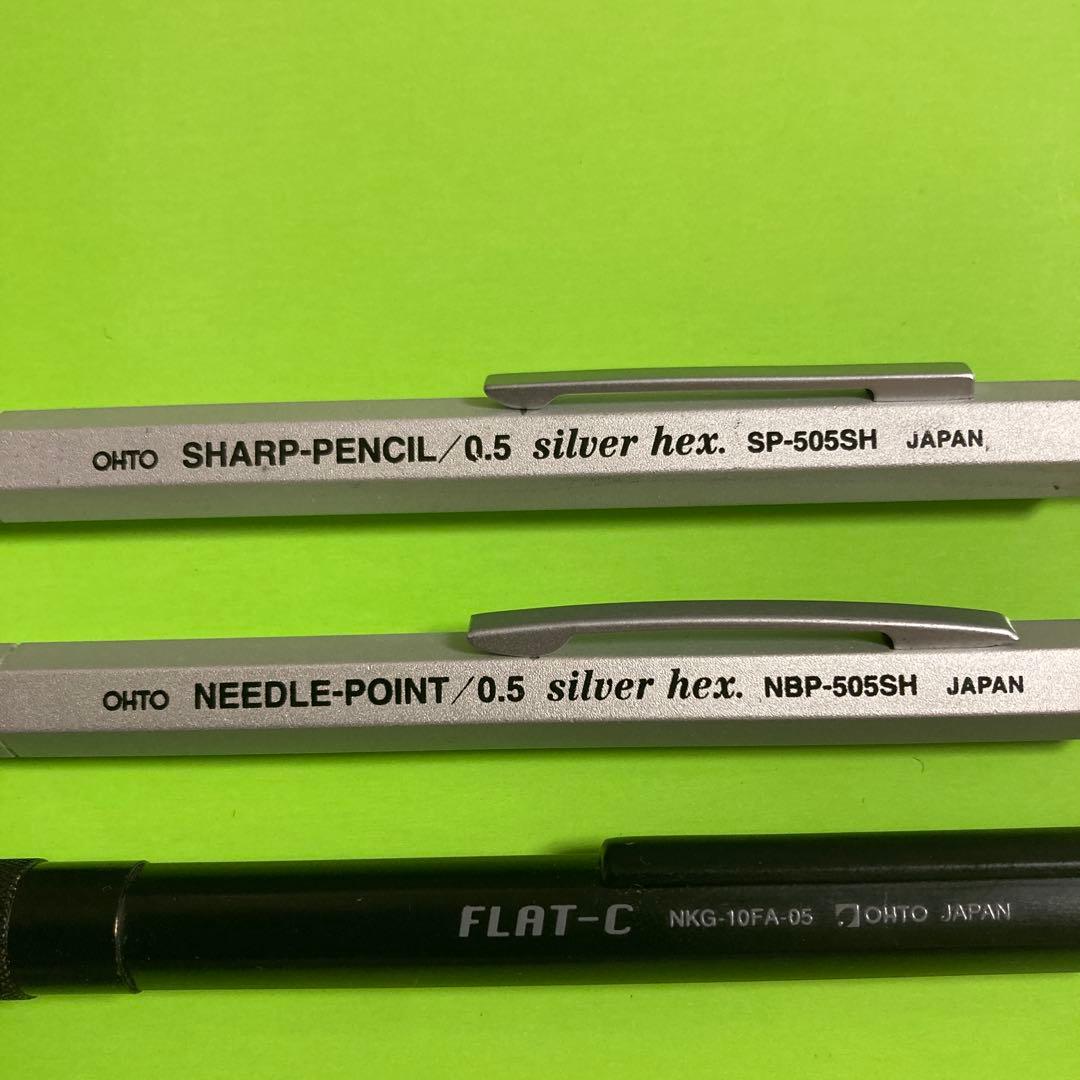 OHTO SHARP-PENCIL/0.5 silver hex. SP-505SH JAPAN
OHTO NEEDLE-POINT/0.5 silver hex. NBP-505SH JAPAN
FLAT-C NKG-10FA-05 OHTO JAPAN